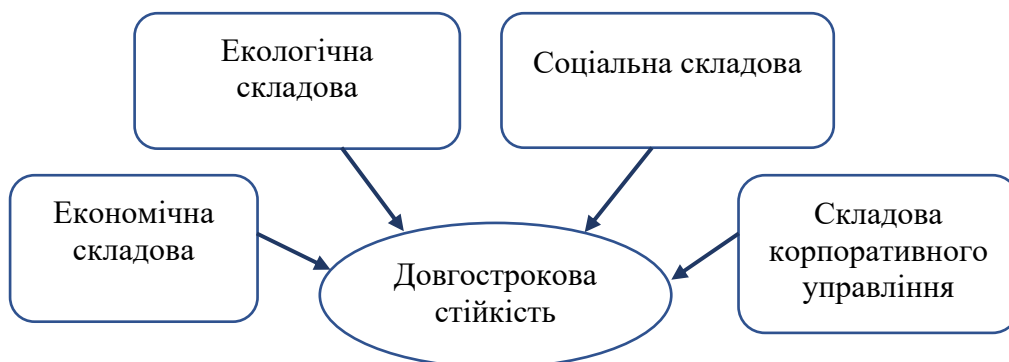 Екологічна
складова
Соціальна складова
Економічна
складова
Складова
корпоративного
управління
Довгострокова
стійкість